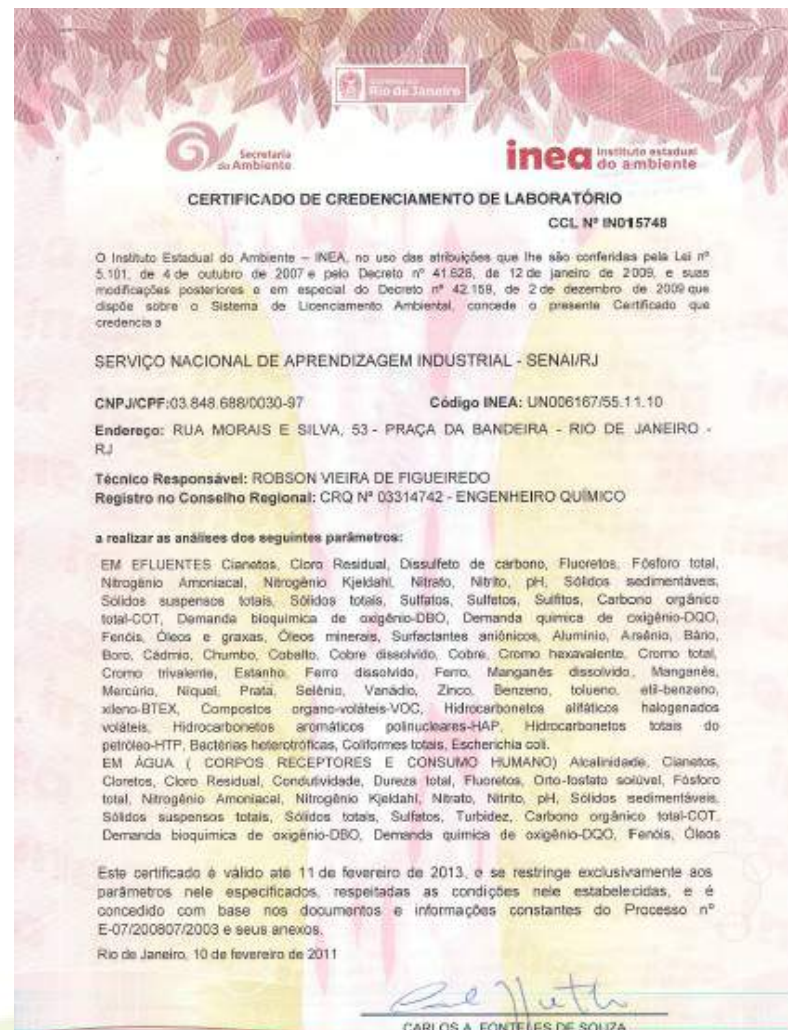 Rio de Janeiro
Secretaria
do Ambiente
inea instituto estadual
do ambiente
CERTIFICADO DE CREDENCIAMENTO DE LABORATÓRIO
CCL Nº IN015748
O Instituto Estadual do Ambiente – INEA, no uso das atribuições que lhe são conferidas pela Lei nº
5.101, de 4 de outubro de 2007 e pelo Decreto nº 41.628, de 12 de janeiro de 2009, e suas
modificações posteriores e em especial do Decreto nº 42.159, de 2 de dezembro de 2009 que
dispõe sobre o Sistema de Licenciamento Ambiental, concede o presente Certificado que
credencia a
SERVIÇO NACIONAL DE APRENDIZAGEM INDUSTRIAL - SENAI/RJ
CNPJ/CPF:03.848.688/0030-97 Código INEA: UN006167/55.11.10
Endereço: RUA MORAIS E SILVA, 53 - PRAÇA DA BANDEIRA - RIO DE JANEIRO -
RJ
Técnico Responsável: ROBSON VIEIRA DE FIGUEIREDO
Registro no Conselho Regional: CRQ Nº 03314742 - ENGENHEIRO QUÍMICO
a realizar as análises dos seguintes parâmetros:
EM EFLUENTES Cianetos, Cloro Residual, Dissulfeto de carbono, Fluoretos, Fósforo total,
Nitrogênio Amoniacal, Nitrogênio Kjeldahl, Nitrato, Nitrito, pH, Sólidos sedimentáveis,
Sólidos suspensos totais, Sólidos totais, Sulfatos, Sulfetos, Sulfitos, Carbono orgânico
total-COT, Demanda bioquímica de oxigênio-DBO, Demanda química de oxigênio-DQO,
Fenóis, Óleos e graxas, Óleos minerais, Surfactantes aniônicos, Alumínio, Arsênio, Bário,
Boro, Cádmio, Chumbo, Cobalto, Cobre dissolvido, Cobre, Cromo hexavalente, Cromo total,
Cromo trivalente, Estanho, Ferro dissolvido, Ferro, Manganês dissolvido, Manganês,
Mercúrio, Níquel, Prata, Selênio, Vanádio, Zinco, Benzeno, tolueno, etil-benzeno,
xileno-BTEX, Compostos organo-voláteis-VOC, Hidrocarbonetos alifáticos halogenados
voláteis, Hidrocarbonetos aromáticos polinucleares-HAP, Hidrocarbonetos totais do
petróleo-HTP, Bactérias heterotróficas, Coliformes totais, Escherichia coli.
EM ÁGUA ( CORPOS RECEPTORES E CONSUMO HUMANO) Alcalinidade, Cianetos,
Cloretos, Cloro Residual, Condutividade, Dureza total, Fluoretos, Orto-fosfato solúvel, Fósforo
total, Nitrogênio Amoniacal, Nitrogênio Kjeldahl, Nitrato, Nitrito, pH, Sólidos sedimentáveis,
Sólidos suspensos totais, Sólidos totais, Sulfatos, Turbidez, Carbono orgânico total-COT,
Demanda bioquímica de oxigênio-DBO, Demanda química de oxigênio-DQO, Fenóis, Óleos
Este certificado é válido até 11 de fevereiro de 2013, e se restringe exclusivamente aos
parâmetros nele especificados, respeitadas as condições nele estabelecidas, e é
concedido com base nos documentos e informações constantes do Processo nº
E-07/200807/2003 e seus anexos.
Rio de Janeiro, 10 de fevereiro de 2011
CARLOS A. FONTELES DE SOUZA